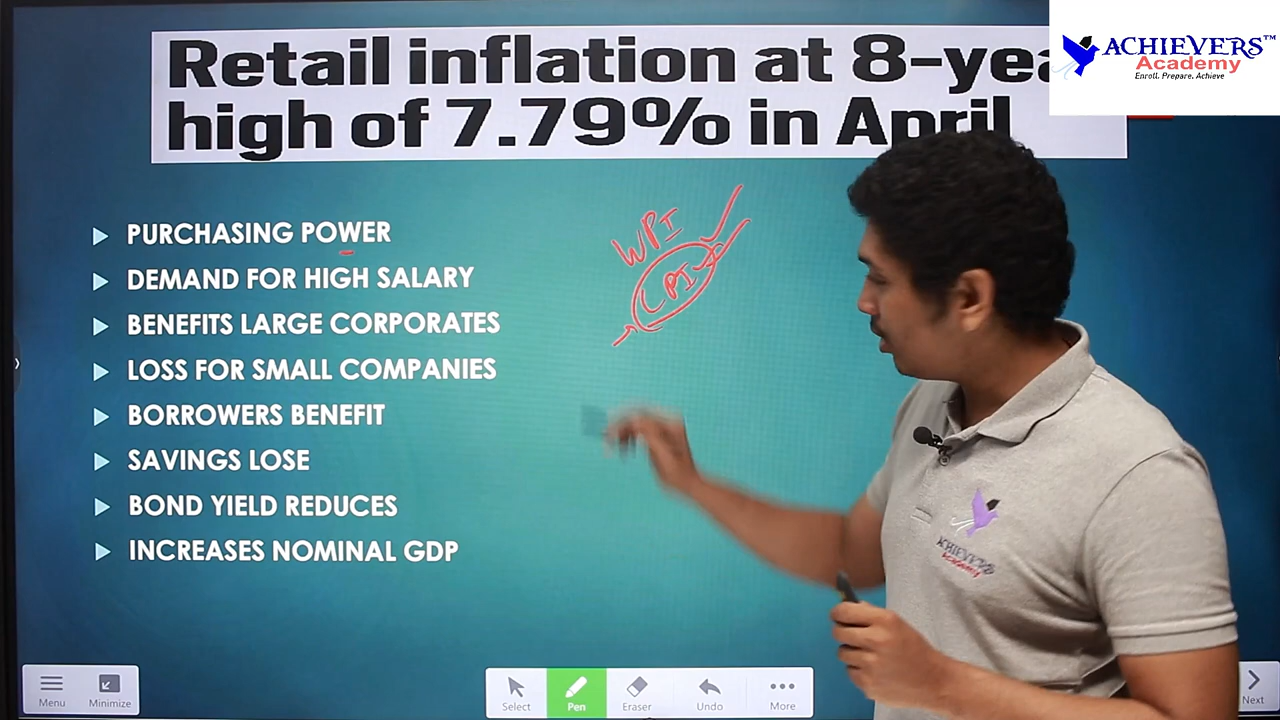 Retail inflation at 8-yea
high of 7.79% in April
ACHIEVERS™
Academy
Enroll. Prepare. Achieve
PURCHASING POWER
DEMAND FOR HIGH SALARY
BENEFITS LARGE CORPORATES
LOSS FOR SMALL COMPANIES
BORROWERS BENEFIT
SAVINGS LOSE
BOND YIELD REDUCES
INCREASES NOMINAL GDP
WPI
CPI
ACHIEVERS
Academy
Menu
Minimize
Select
Pen
Eraser
Undo
More
Next